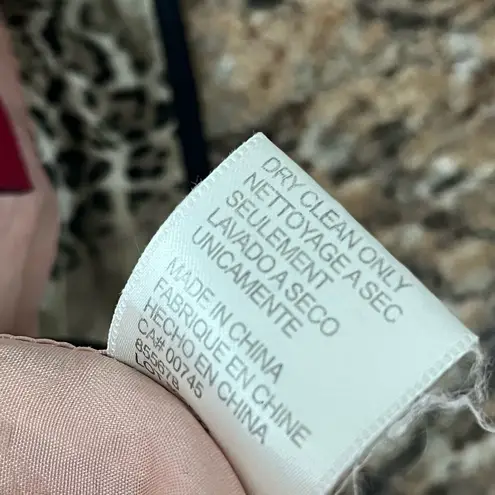 DRY CLEAN ONLY
NETTOYAGE A SEC
SEULEMENT
LAVADO A SECO
UNICAMENTE
MADE IN CHINA
FABRIQUE EN CHINE
HECHO EN CHINA
CA# 00745
855678